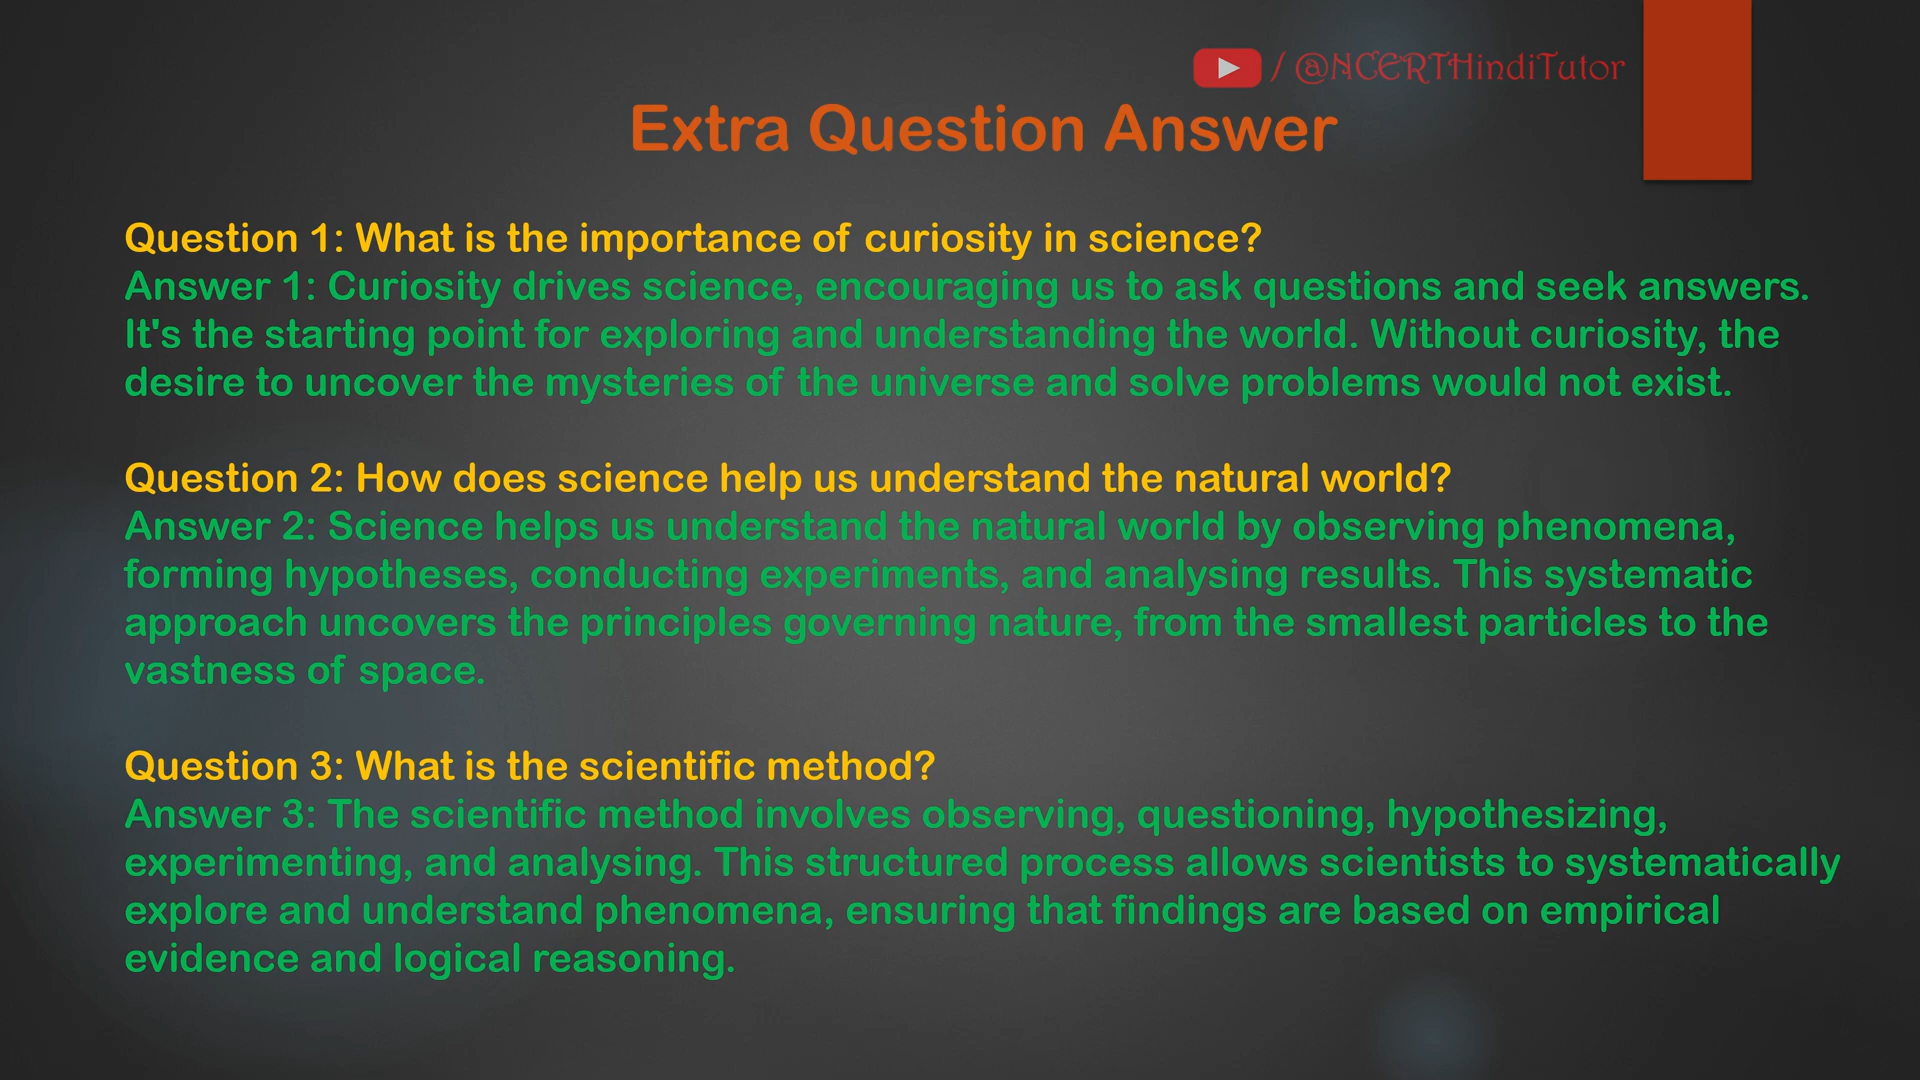 / @NCERTHindiTutor
Extra Question Answer
Question 1: What is the importance of curiosity in science?
Answer 1: Curiosity drives science, encouraging us to ask questions and seek answers.
It's the starting point for exploring and understanding the world. Without curiosity, the
desire to uncover the mysteries of the universe and solve problems would not exist.
Question 2: How does science help us understand the natural world?
Answer 2: Science helps us understand the natural world by observing phenomena,
forming hypotheses, conducting experiments, and analysing results. This systematic
approach uncovers the principles governing nature, from the smallest particles to the
vastness of space.
Question 3: What is the scientific method?
Answer 3: The scientific method involves observing, questioning, hypothesizing,
experimenting, and analysing. This structured process allows scientists to systematically
explore and understand phenomena, ensuring that findings are based on empirical
evidence and logical reasoning.